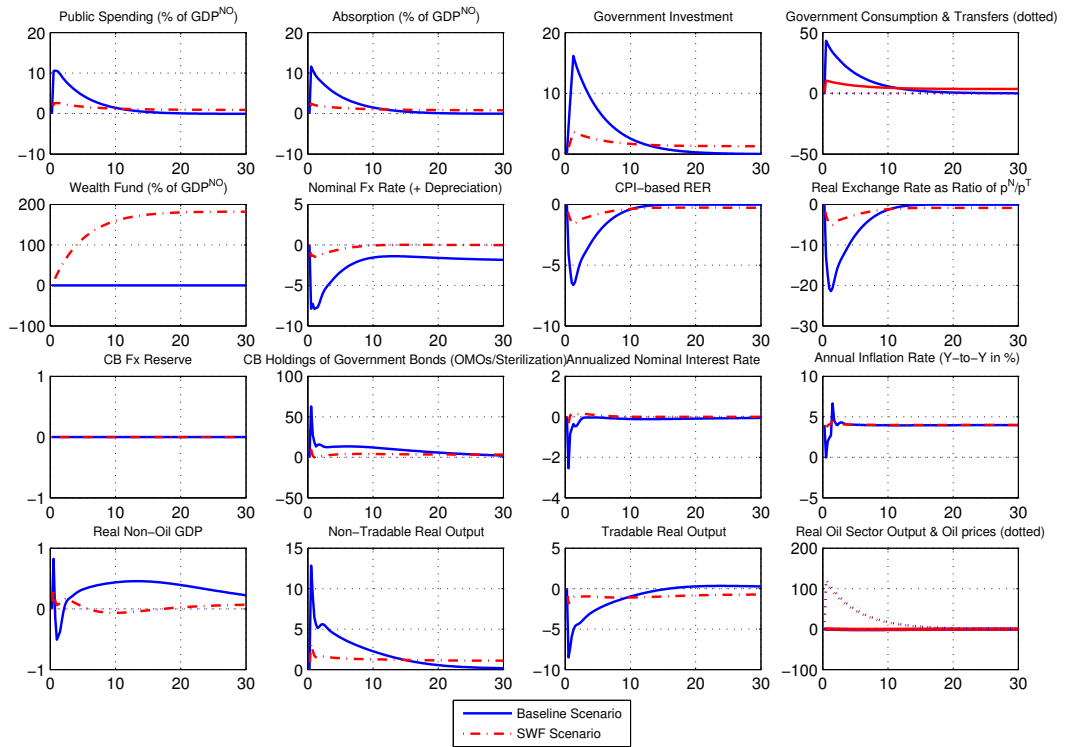 Public Spending (% of GDP^NO) Absorption (% of GDP^NO) Government Investment Government Consumption & Transfers (dotted)
20 20 20 50
10 10 10 0
0 0 0
−10 −10 −10 −50
0 10 20 30 0 10 20 30 0 10 20 30 0 10 20 30
Wealth Fund (% of GDP^NO) Nominal Fx Rate (+ Depreciation) CPI−based RER Real Exchange Rate as Ratio of p^N/p^T
200 5 0 0
100 0 −5 −10
0 −5 −20
−100 −10 −10 −30
0 10 20 30 0 10 20 30 0 10 20 30 0 10 20 30
CB Fx Reserve CB Holdings of Government Bonds (OMOs/Sterilization) Annualized Nominal Interest Rate Annual Inflation Rate (Y−to−Y in %)
1 100 2 10
0 50 0 5
0 −2 0
−1 −50 −4 −5
0 10 20 30 0 10 20 30 0 10 20 30 0 10 20 30
Real Non−Oil GDP Non−Tradable Real Output Tradable Real Output Real Oil Sector Output & Oil prices (dotted)
1 15 5 200
0 10 0 100
5 −5 0
−1 0 −10 −100
0 10 20 30 0 10 20 30 0 10 20 30 0 10 20 30
Baseline Scenario
SWF Scenario